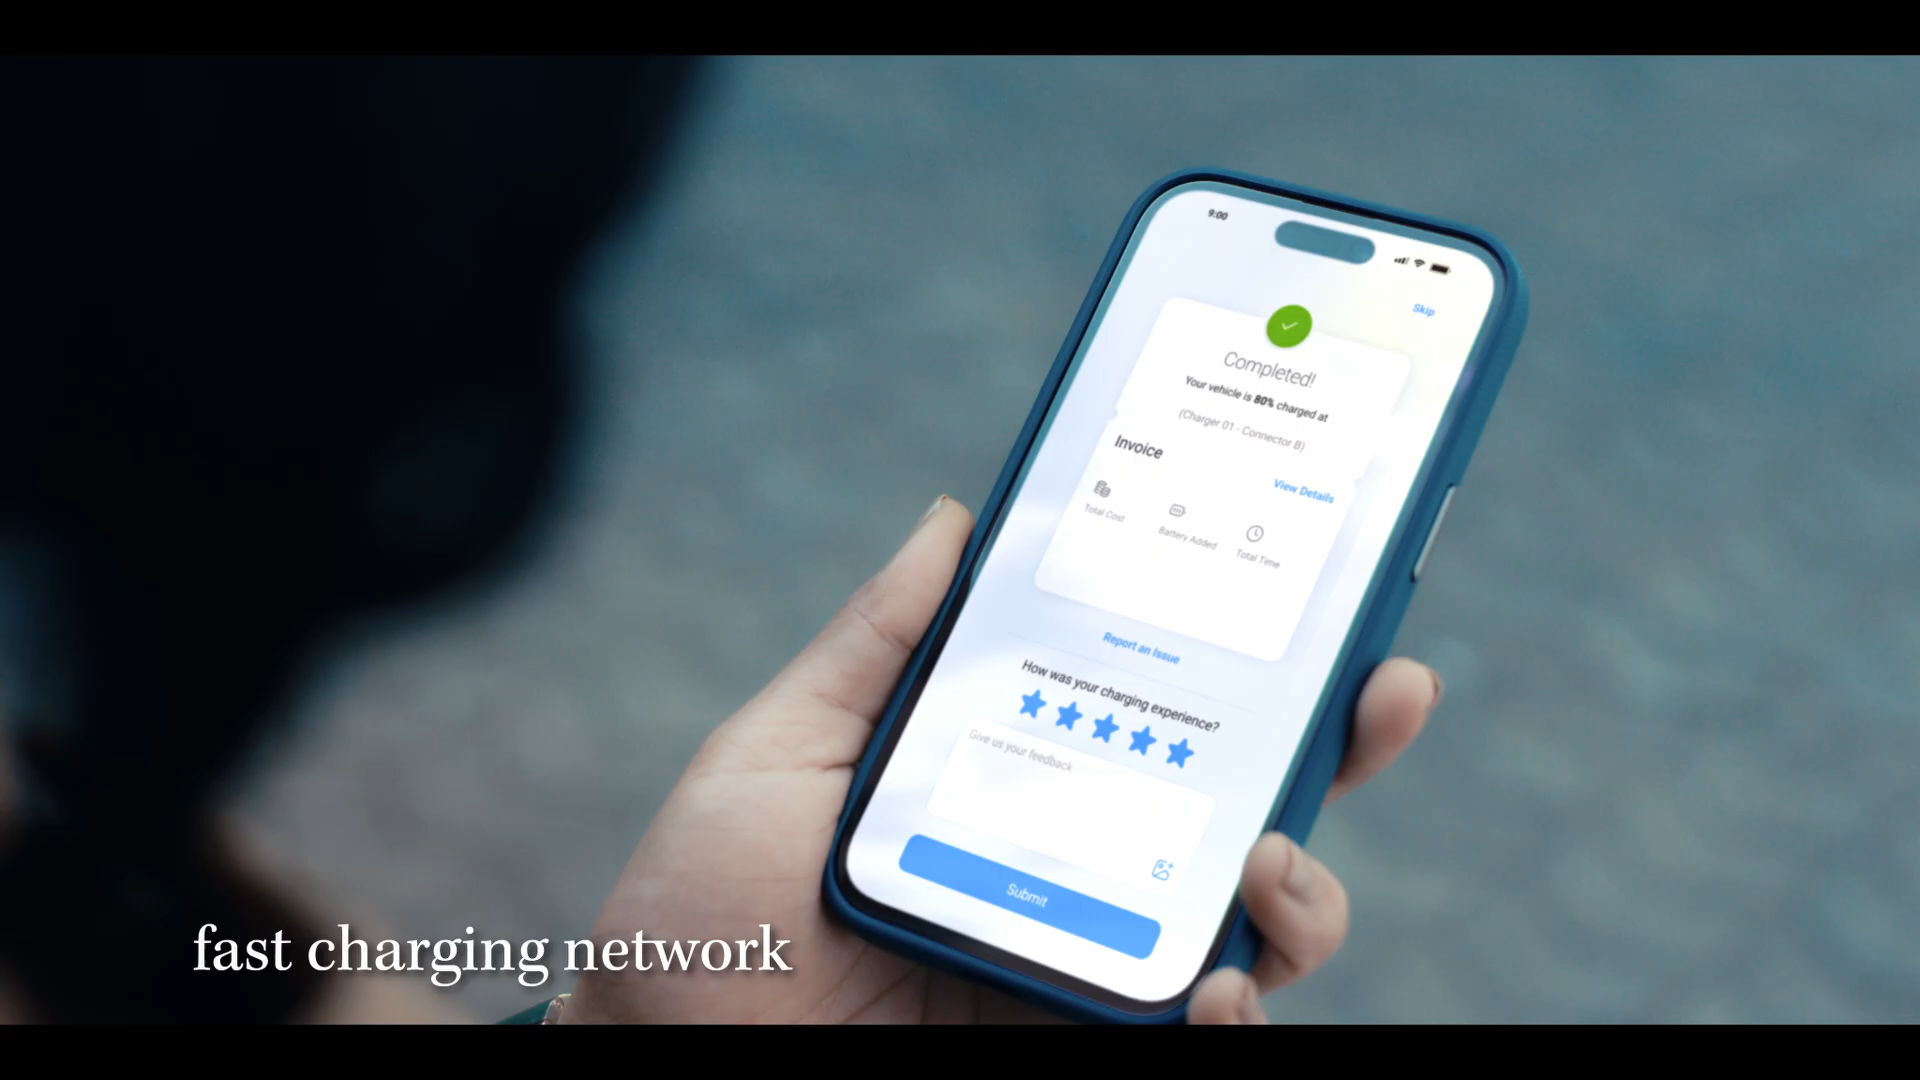 9:00
Skip
Completed!
Your vehicle is 80% charged at
(Charger 01 - Connector B)
Invoice
View Details
Total Cost
Battery Added
Total Time
Report an Issue
How was your charging experience?
Give us your feedback
Submit
fast charging network